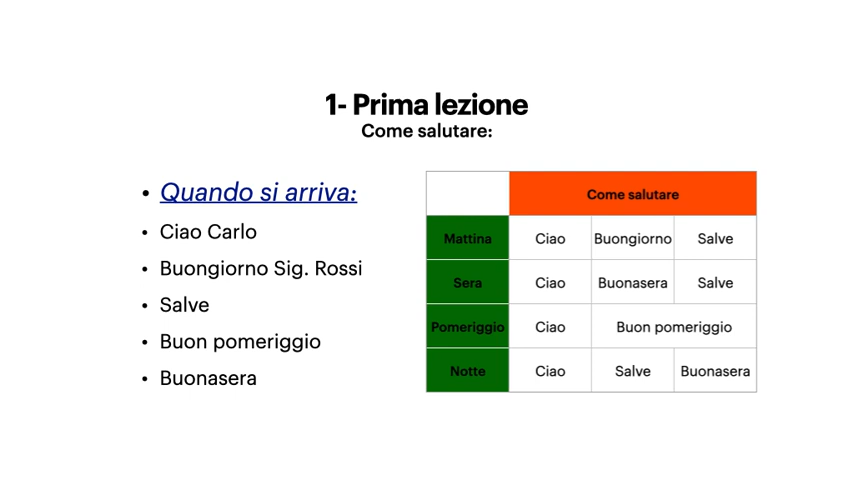 1- Prima lezione
Come salutare:
• Quando si arriva:
• Ciao Carlo
• Buongiorno Sig. Rossi
• Salve
• Buon pomeriggio
• Buonasera
Come salutare
Mattina Ciao Buongiorno Salve
Sera Ciao Buonasera Salve
Pomeriggio Ciao Buon pomeriggio
Notte Ciao Salve Buonasera